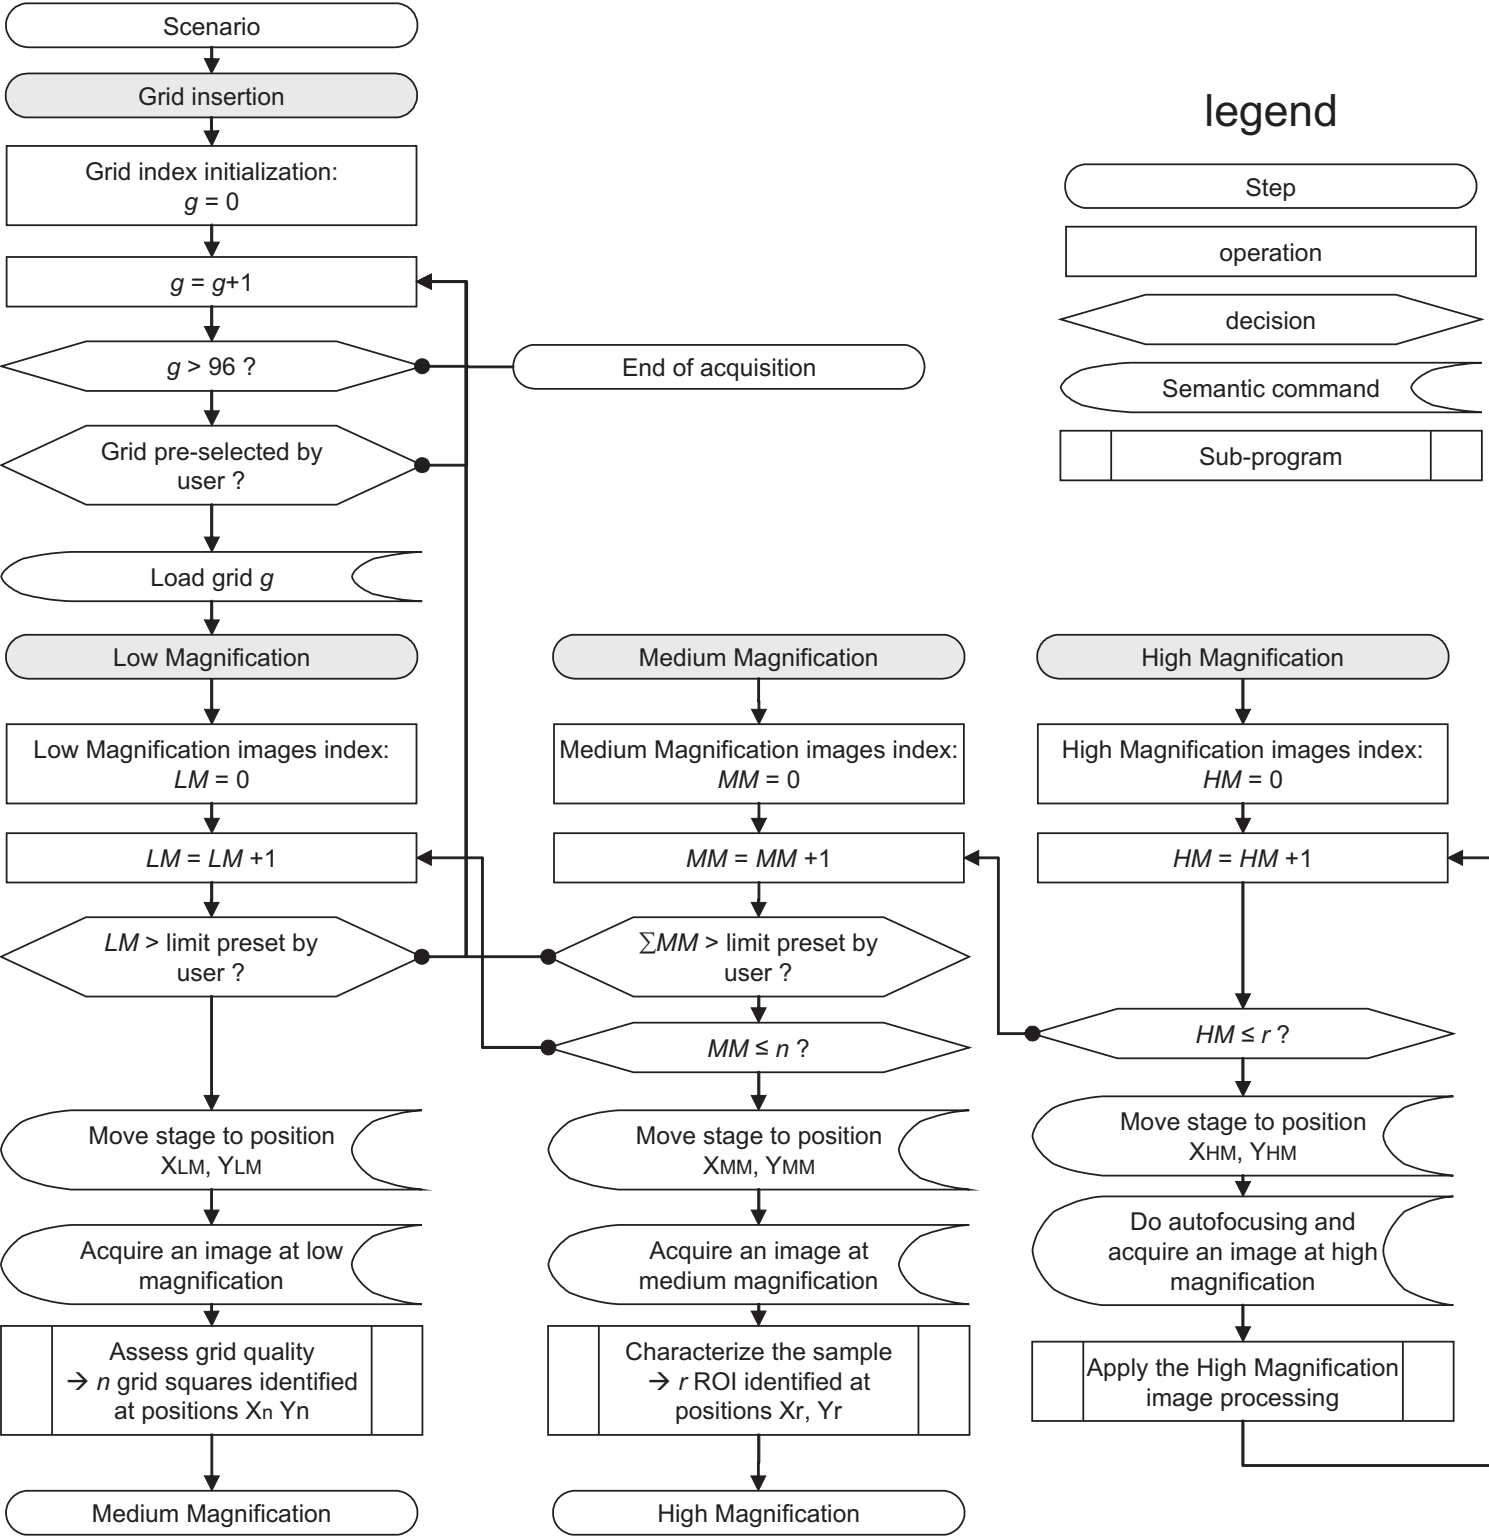 Scenario
Grid insertion
Grid index initialization:
g = 0
g = g+1
g > 96 ?
End of acquisition
Grid pre-selected by
user ?
Load grid g
legend
Step
operation
decision
Semantic command
Sub-program
Low Magnification
Low Magnification images index:
LM = 0
LM = LM +1
LM > limit preset by
user ?
Move stage to position
XLM, YLM
Acquire an image at low
magnification
Assess grid quality
→ n grid squares identified
at positions Xn Yn
Medium Magnification
Medium Magnification
Medium Magnification images index:
MM = 0
MM = MM +1
∑MM > limit preset by
user ?
MM ≤ n ?
Move stage to position
XMM, YMM
Acquire an image at
medium magnification
Characterize the sample
→ r ROI identified at
positions Xr, Yr
High Magnification
High Magnification
High Magnification images index:
HM = 0
HM = HM +1
HM ≤ r ?
Move stage to position
XHM, YHM
Do autofocusing and
acquire an image at high
magnification
Apply the High Magnification
image processing